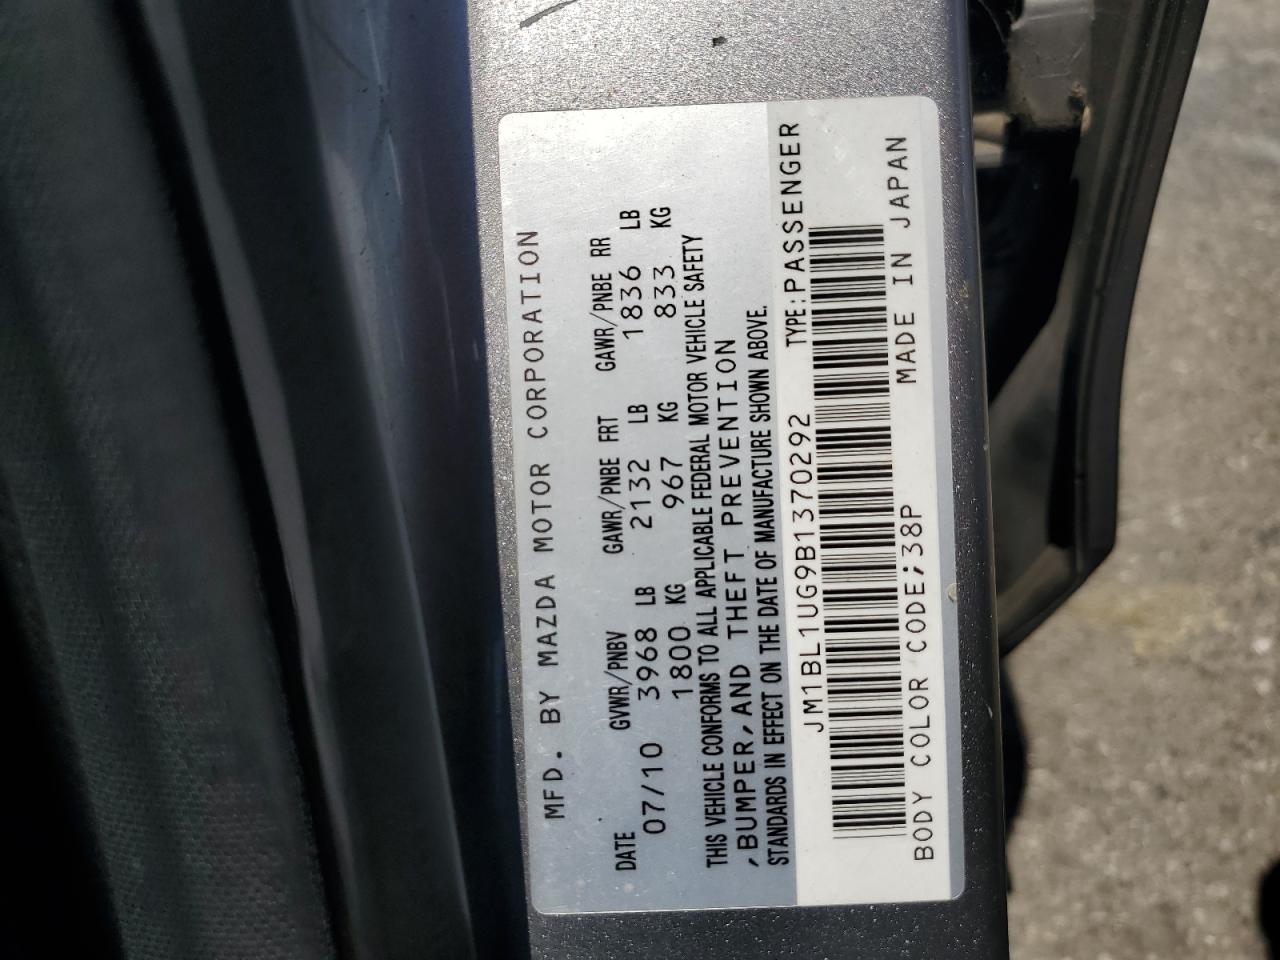 MFD. BY MAZDA MOTOR CORPORATION
DATE GVWR/PNBV GAWR/PNBE FRT GAWR/PNBE RR
07/10 3968 LB 2132 LB 1836 LB
1800 KG 967 KG 833 KG
THIS VEHICLE CONFORMS TO ALL APPLICABLE FEDERAL MOTOR VEHICLE SAFETY
,BUMPER,AND THEFT PREVENTION
STANDARDS IN EFFECT ON THE DATE OF MANUFACTURE SHOWN ABOVE.
JM1BL1UG9B1370292 TYPE:PASSENGER
BODY COLOR CODE;38P MADE IN JAPAN